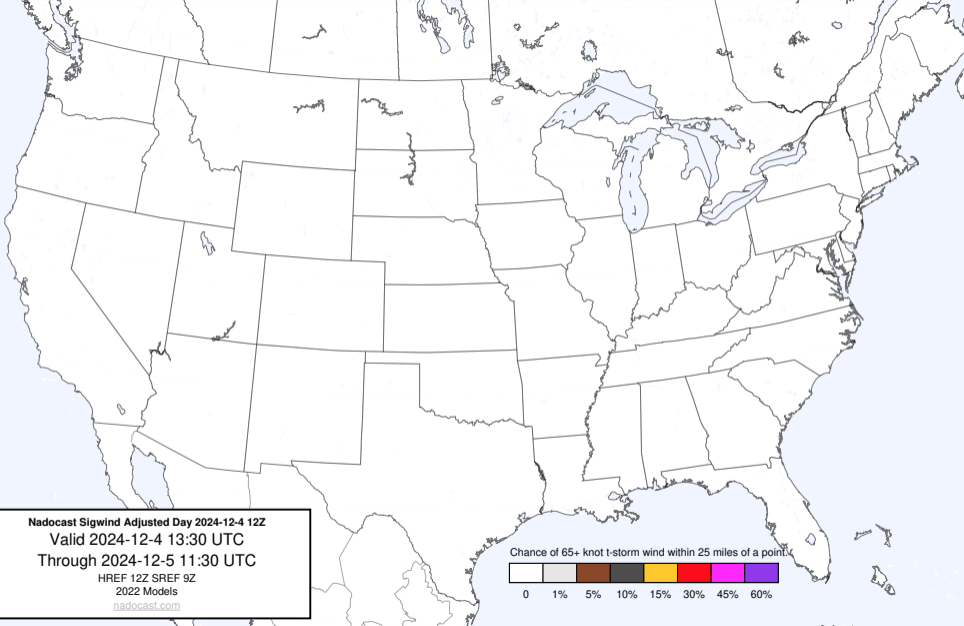 Nadocast Sigwind Adjusted Day 2024-12-4 12Z
Valid 2024-12-4 13:30 UTC
Through 2024-12-5 11:30 UTC
HREF 12Z SREF 9Z
2022 Models
nadocast.com
Chance of 65+ knot t-storm wind within 25 miles of a point.
0 1% 5% 10% 15% 30% 45% 60%